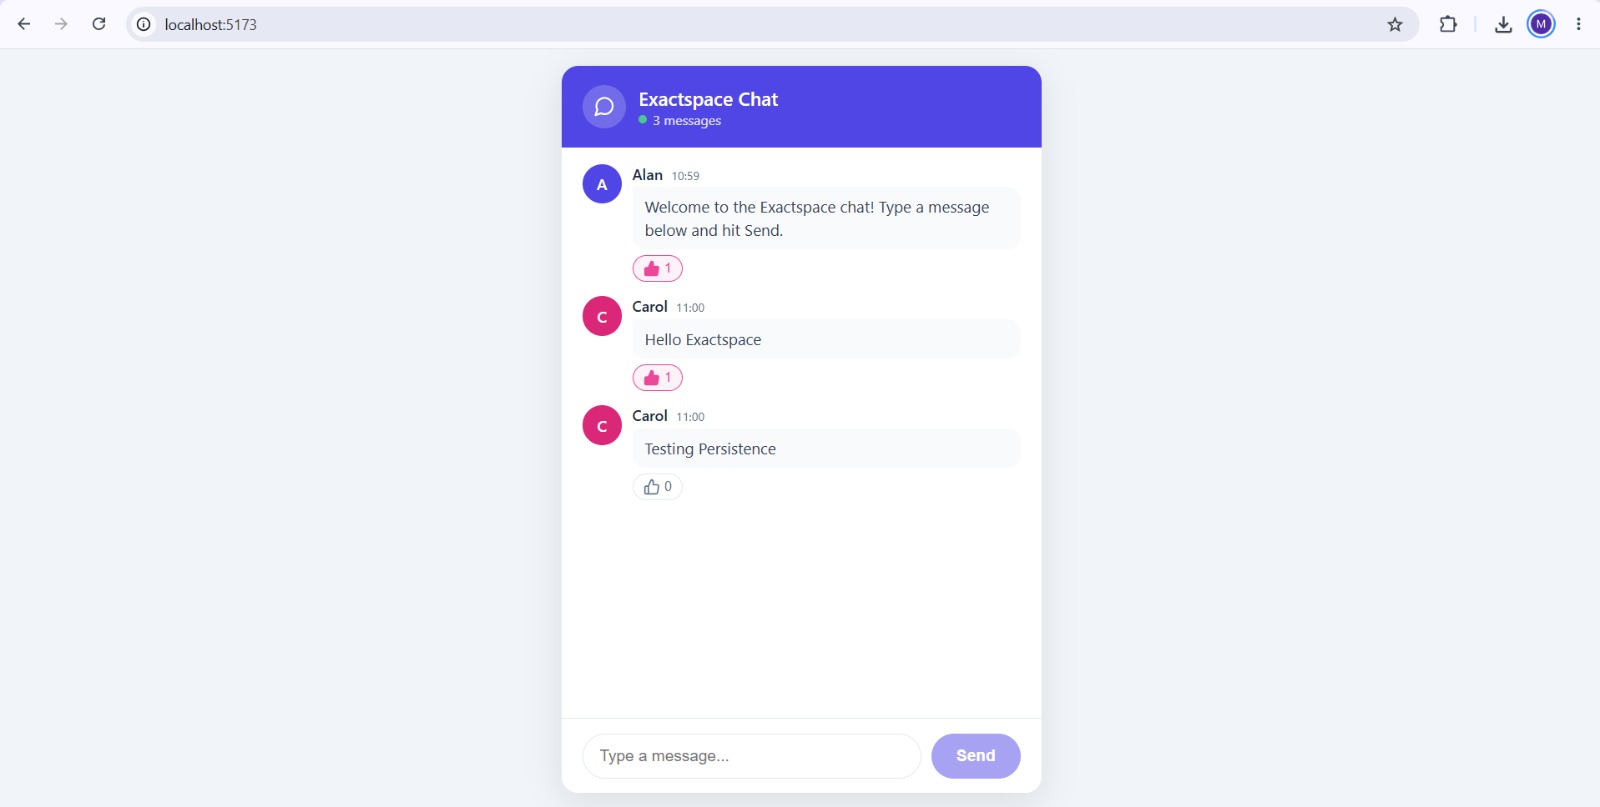 localhost:5173
M
Exactspace Chat
3 messages
A
Alan 10:59
Welcome to the Exactspace chat! Type a message
below and hit Send.
1
C
Carol 11:00
Hello Exactspace
1
C
Carol 11:00
Testing Persistence
0
Type a message...
Send